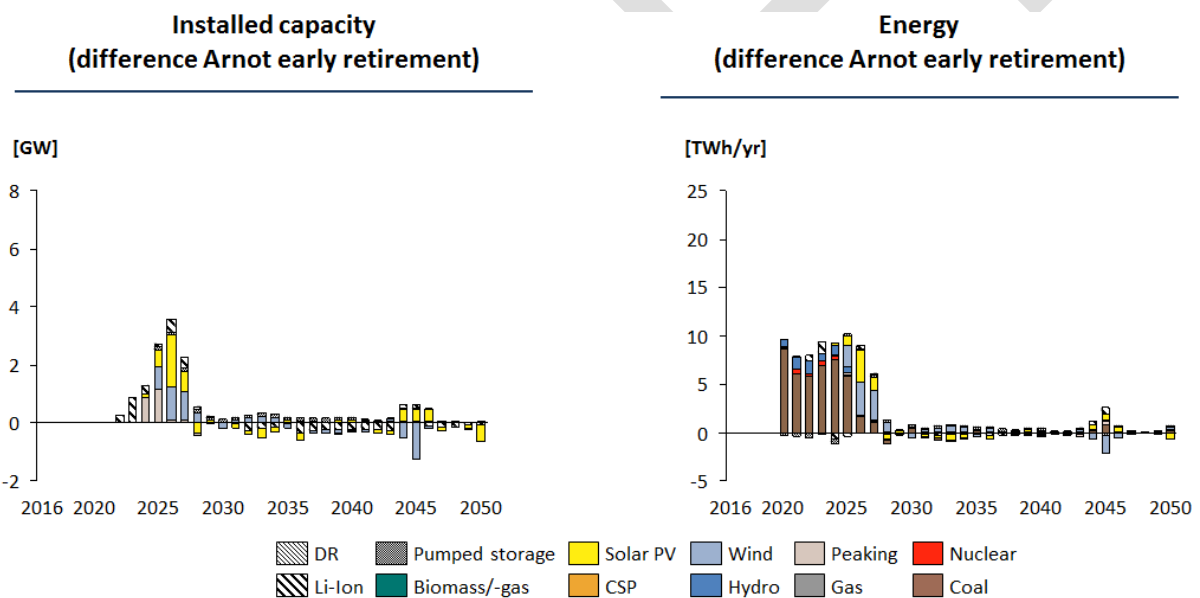 Installed capacity
(difference Arnot early retirement)
[GW]
8
6
4
2
0
-2
2016 2020 2025 2030 2035 2040 2045 2050
Energy
(difference Arnot early retirement)
[TWh/yr]
25
20
15
10
5
0
-5
2016 2020 2025 2030 2035 2040 2045 2050
DR Pumped storage Solar PV Wind Peaking Nuclear
Li-Ion Biomass/-gas CSP Hydro Gas Coal